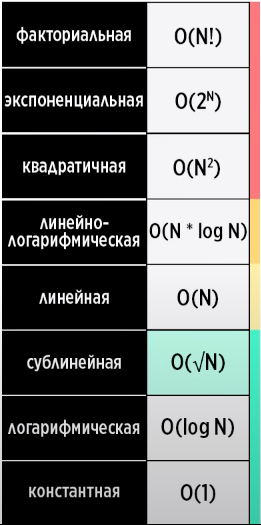 факториальная O(N!)
экспоненциальная O(2ᴺ)
квадратичная O(N²)
линейно-
логарифмическая O(N * log N)
линейная O(N)
сублинейная O(√N)
логарифмическая O(log N)
константная O(1)